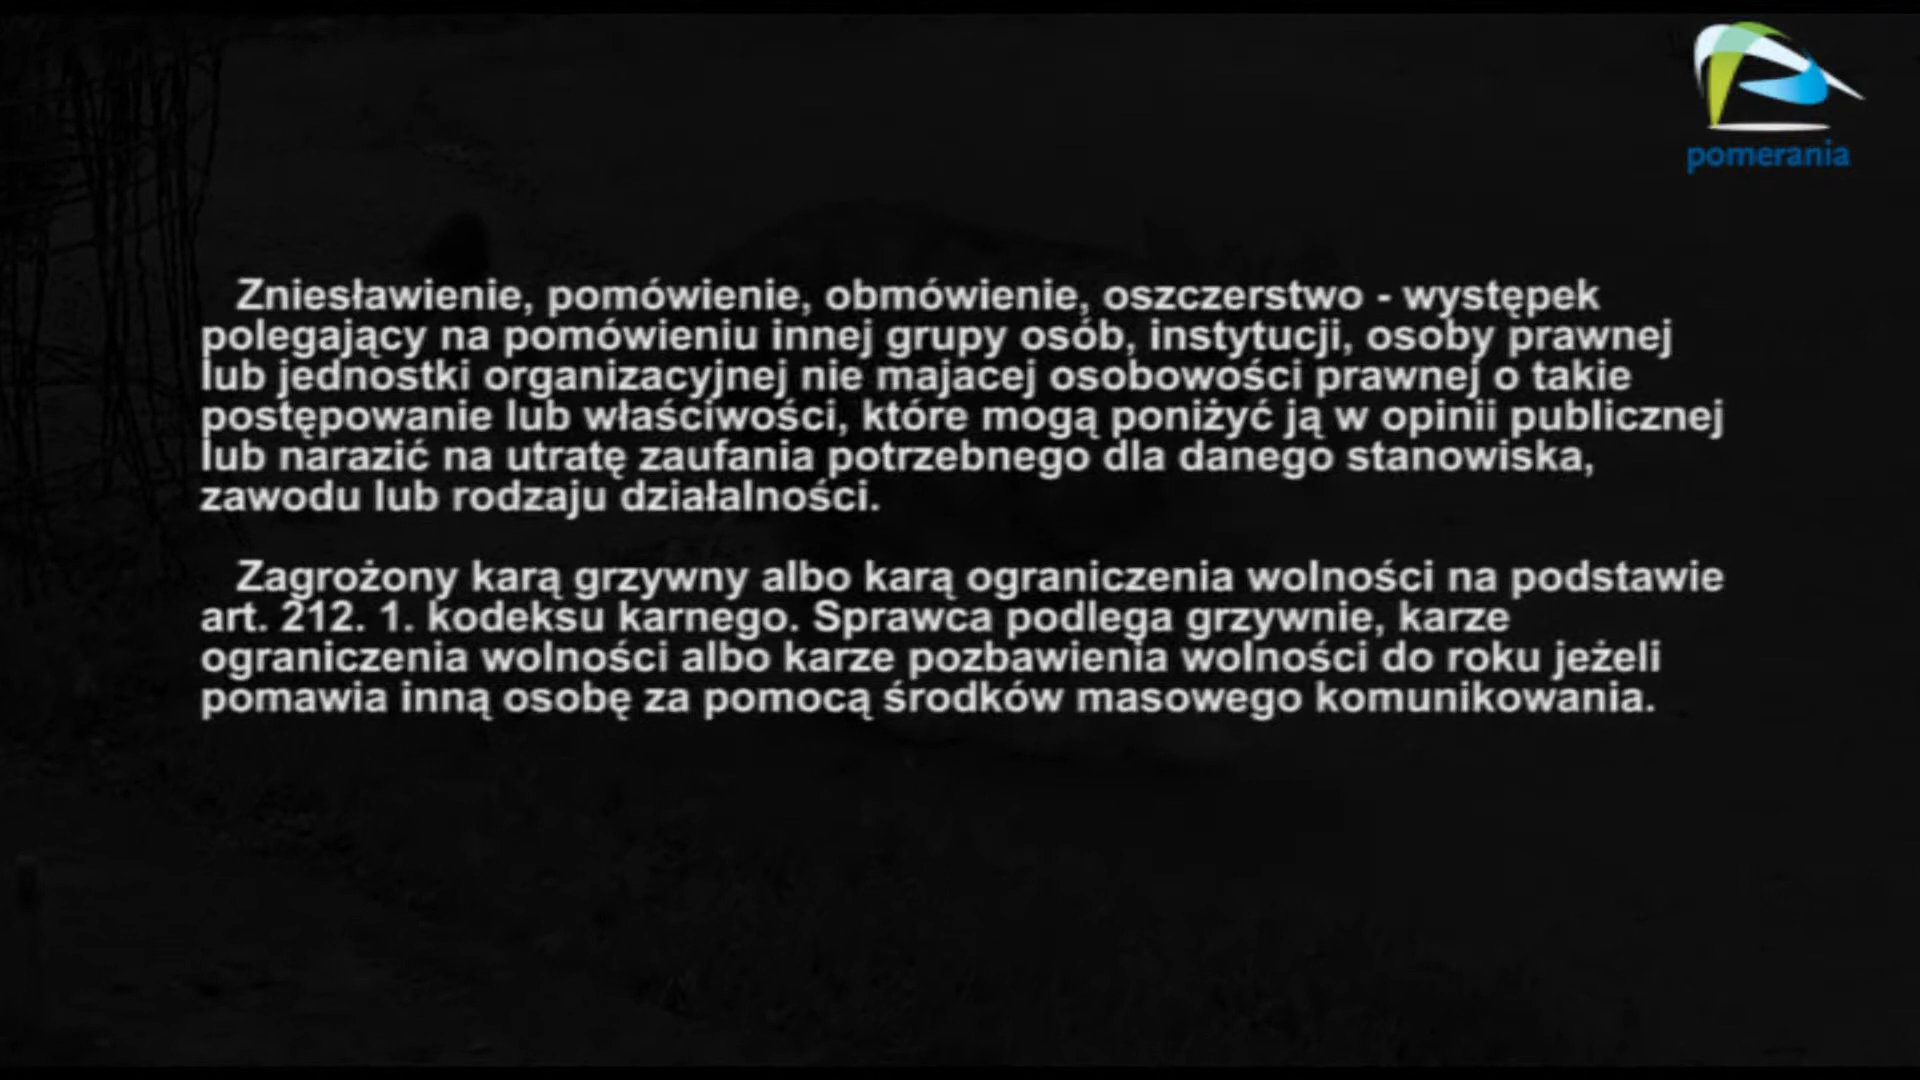 pomerania
Zniesławienie, pomówienie, obmówienie, oszczerstwo - występek
polegający na pomówieniu innej grupy osób, instytucji, osoby prawnej
lub jednostki organizacyjnej nie majacej osobowości prawnej o takie
postępowanie lub właściwości, które mogą poniżyć ją w opinii publicznej
lub narazić na utratę zaufania potrzebnego dla danego stanowiska,
zawodu lub rodzaju działalności.
Zagrożony karą grzywny albo karą ograniczenia wolności na podstawie
art. 212. 1. kodeksu karnego. Sprawca podlega grzywnie, karze
ograniczenia wolności albo karze pozbawienia wolności do roku jeżeli
pomawia inną osobę za pomocą środków masowego komunikowania.